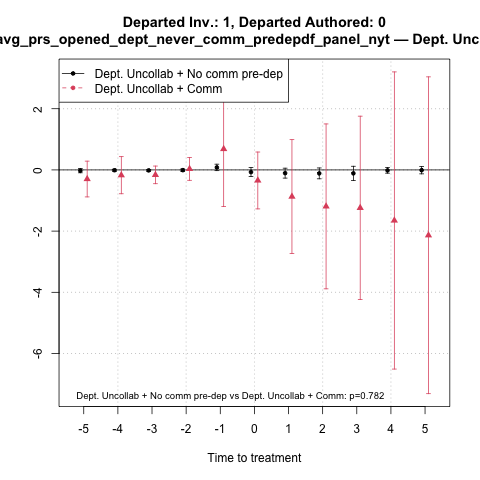 Departed Inv.: 1, Departed Authored: 0
avg_prs_opened_dept_never_comm_predepdf_panel_nyt — Dept. Unc
Dept. Uncollab + No comm pre-dep
Dept. Uncollab + Comm
2
0
-2
-4
-6
Dept. Uncollab + No comm pre-dep vs Dept. Uncollab + Comm: p=0.782
-5 -4 -3 -2 -1 0 1 2 3 4 5
Time to treatment